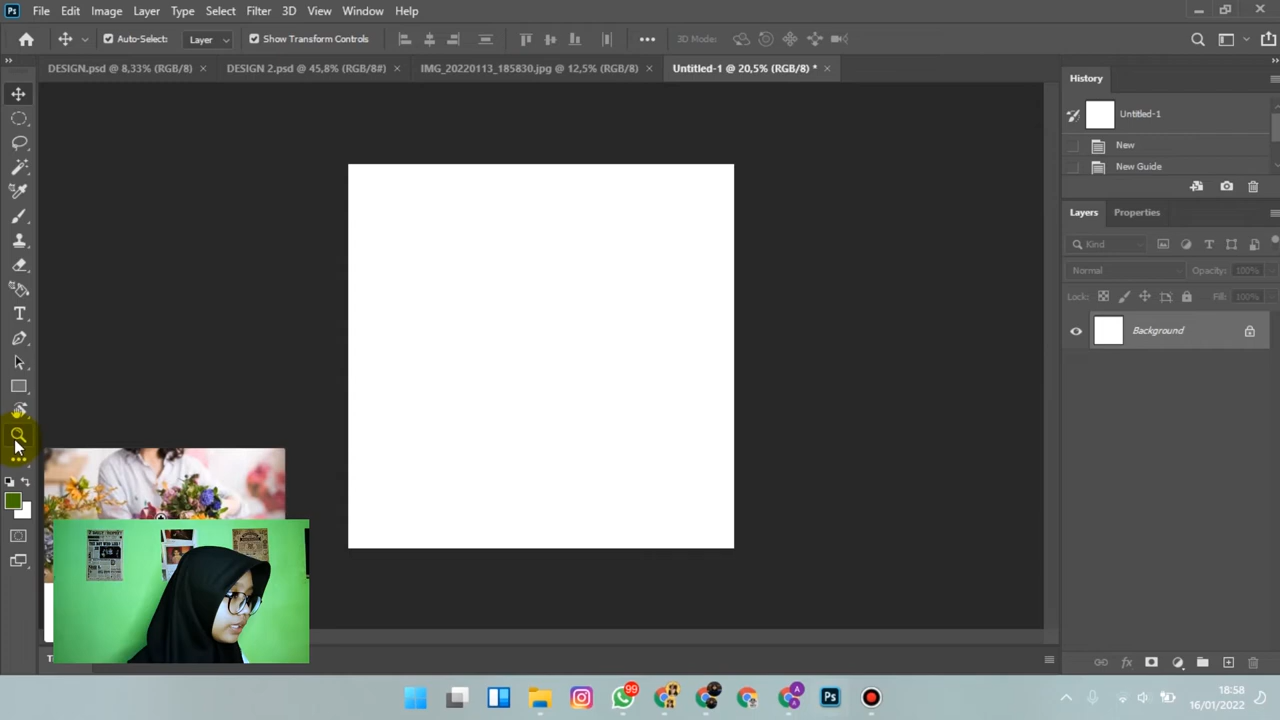 Ps File Edit Image Layer Type Select Filter 3D View Window Help
Auto-Select: Layer Show Transform Controls 3D Mode:
DESIGN.psd @ 8,33% (RGB/8) × DESIGN 2.psd @ 45,8% (RGB/8#) × IMG_20220113_185830.jpg @ 12,5% (RGB/8) × Untitled-1 @ 20,5% (RGB/8) * ×
History
Untitled-1
New
New Guide
Layers Properties
Kind
Normal Opacity: 100%
Lock: Fill: 100%
Background
99
A
Ps
18:58
16/01/2022